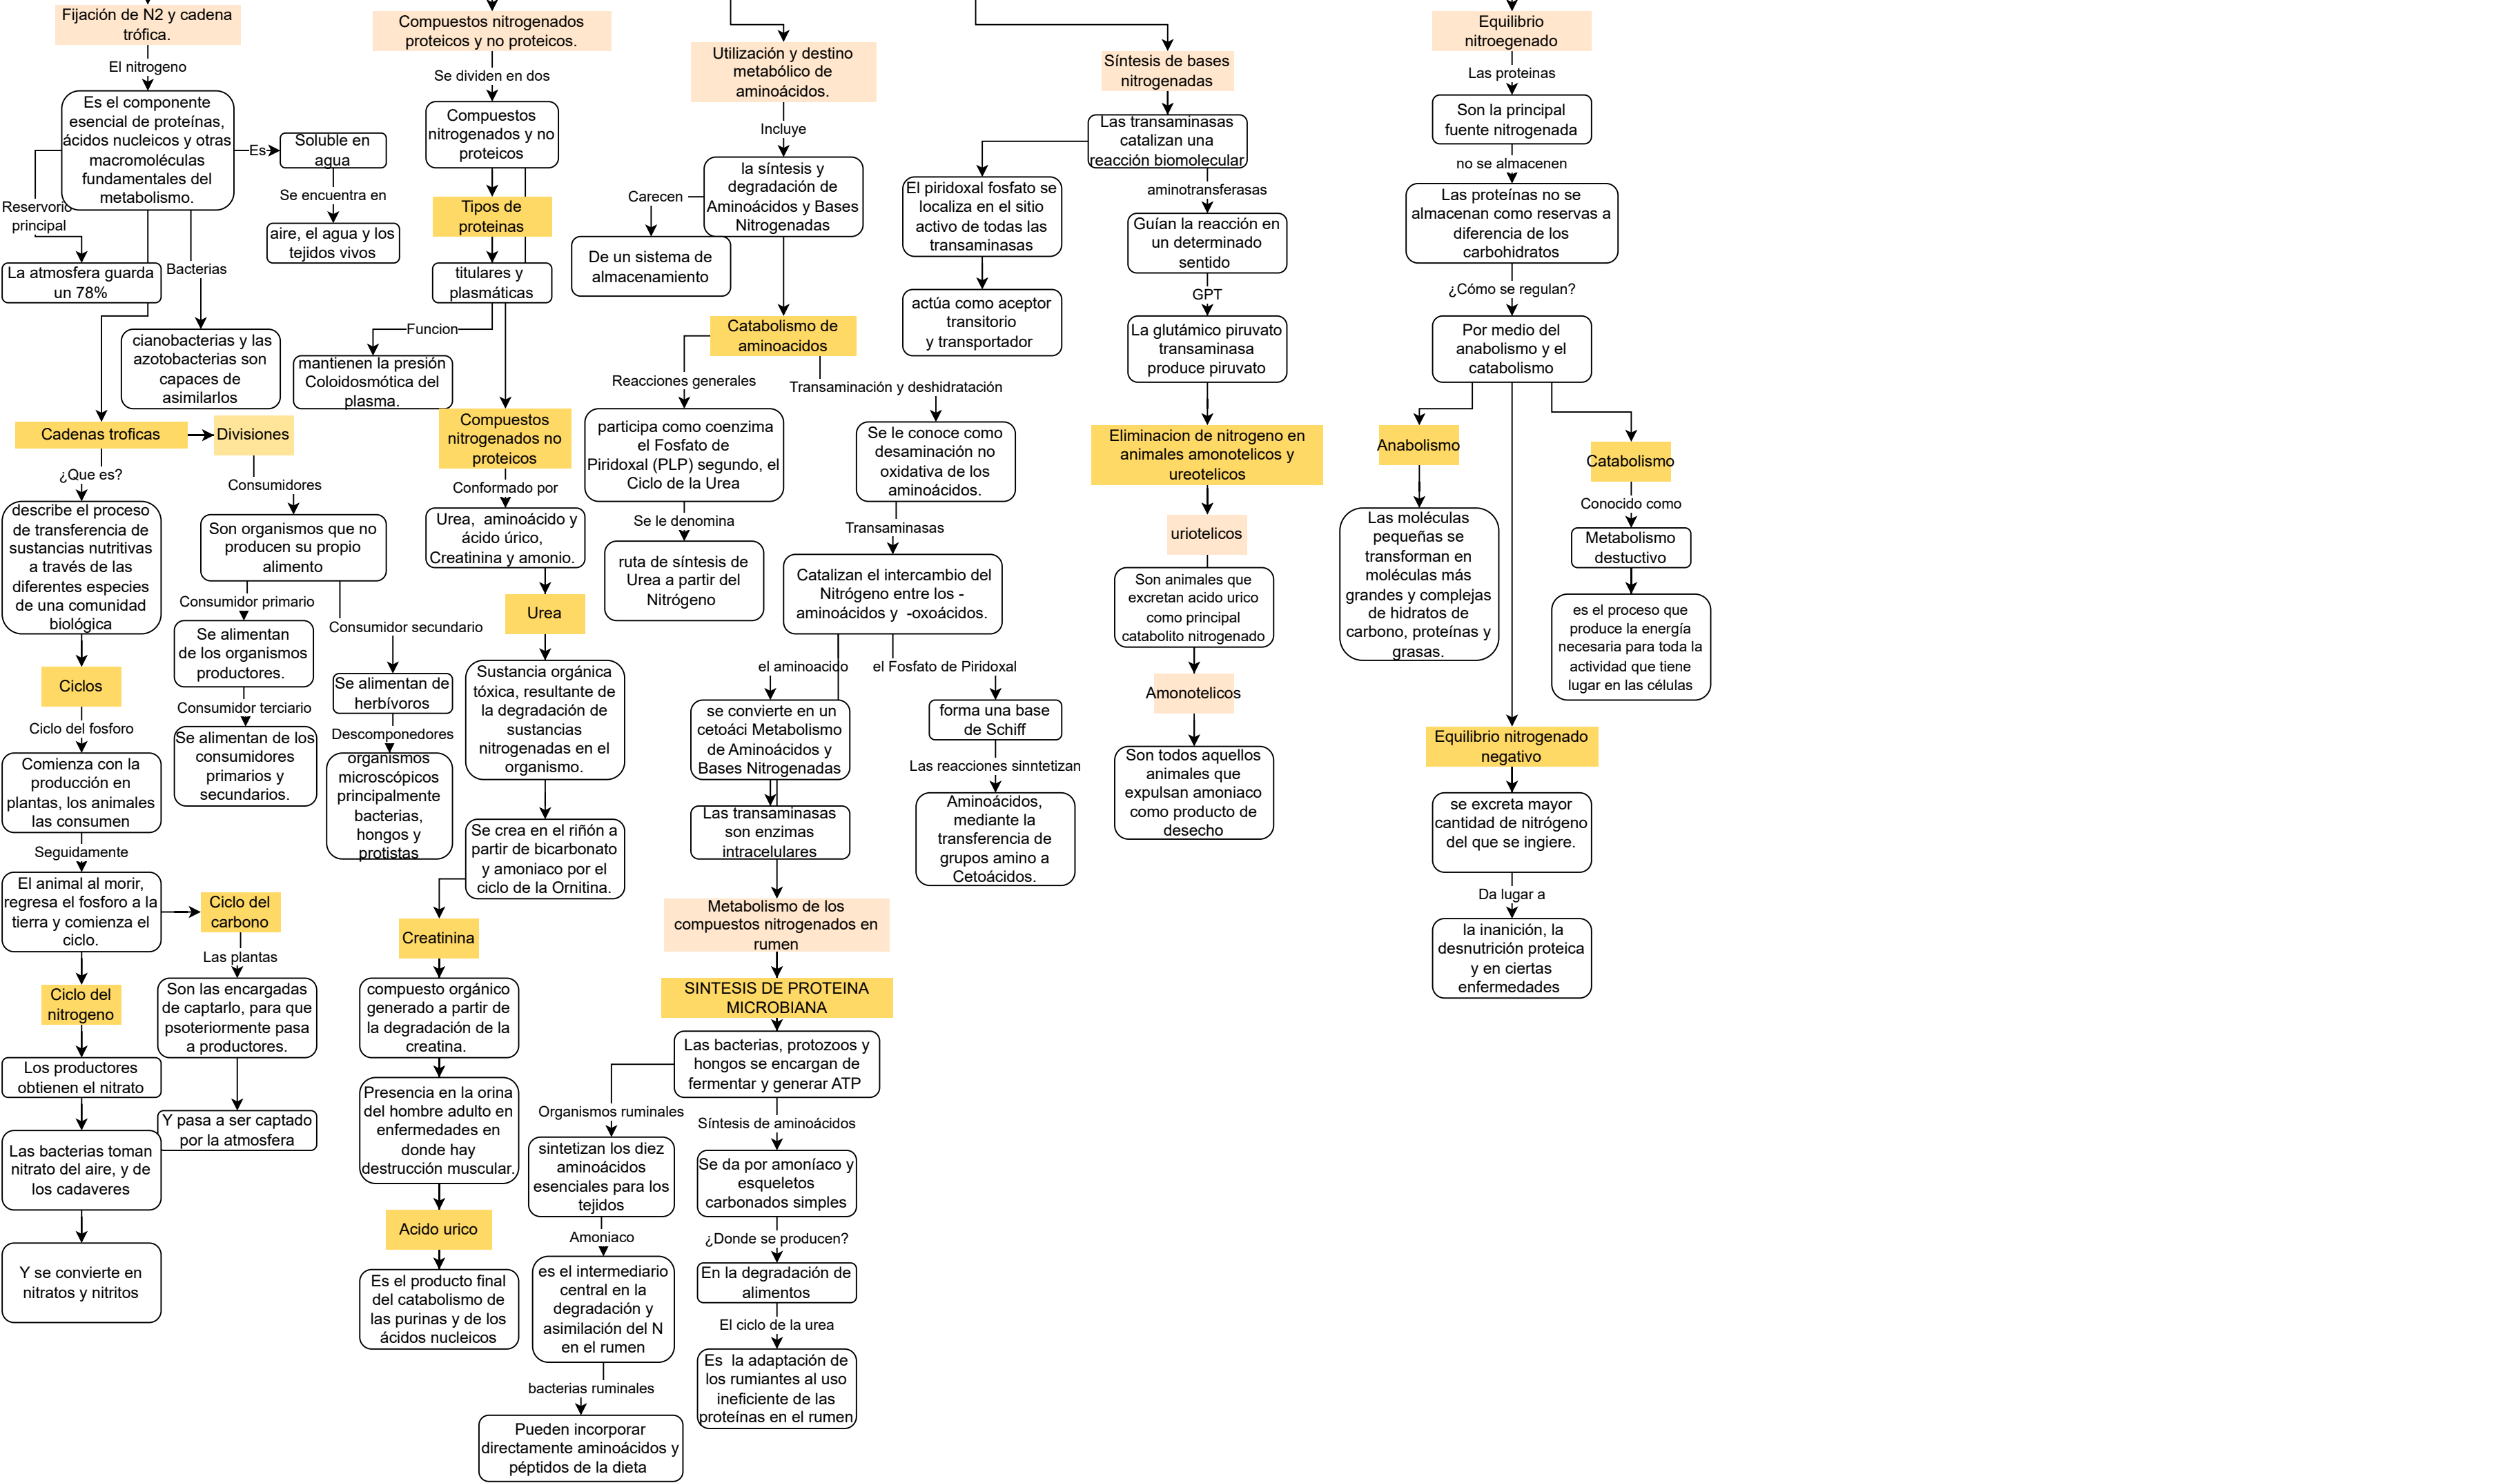 Fijación de N2 y cadena
trófica.
El nitrogeno
Es el componente
esencial de proteínas,
ácidos nucleicos y otras
macromoléculas
fundamentales del
metabolismo.
Es
Soluble en
agua
Se encuentra en
aire, el agua y los
tejidos vivos
Reservorio
principal
La atmosfera guarda
un 78%
Bacterias
cianobacterias y las
azotobacterias son
capaces de
asimilarlos
Cadenas troficas
Divisiones
¿Que es?
describe el proceso
de transferencia de
sustancias nutritivas
a través de las
diferentes especies
de una comunidad
biológica
Ciclos
Ciclo del fosforo
Comienza con la
producción en
plantas, los animales
las consumen
Seguidamente
El animal al morir,
regresa el fosforo a la
tierra y comienza el
ciclo.
Ciclo del
nitrogeno
Los productores
obtienen el nitrato
Las bacterias toman
nitrato del aire, y de
los cadaveres
Y se convierte en
nitratos y nitritos
Ciclo del
carbono
Las plantas
Son las encargadas
de captarlo, para que
psoteriormente pasa
a productores.
Y pasa a ser captado
por la atmosfera
Consumidores
Son organismos que no
producen su propio
alimento
Consumidor primario
Se alimentan
de los organismos
productores.
Consumidor terciario
Se alimentan de los
consumidores
primarios y
secundarios.
Consumidor secundario
Se alimentan de
herbívoros
Descomponedores
organismos
microscópicos
principalmente
bacterias,
hongos y
protistas
Compuestos nitrogenados
proteicos y no proteicos.
Se dividen en dos
Compuestos
nitrogenados y no
proteicos
Tipos de
proteinas
titulares y
plasmáticas
Funcion
mantienen la presión
Coloidosmótica del
plasma.
Compuestos
nitrogenados no
proteicos
Conformado por
Urea,  aminoácido y
ácido úrico,
Creatinina y amonio.
Urea
Sustancia orgánica
tóxica, resultante de
la degradación de
sustancias
nitrogenadas en el
organismo.
Se crea en el riñón a
partir de bicarbonato
y amoniaco por el
ciclo de la Ornitina.
Creatinina
compuesto orgánico
generado a partir de
la degradación de la
creatina.
Presencia en la orina
del hombre adulto en
enfermedades en
donde hay
destrucción muscular.
Acido urico
Es el producto final
del catabolismo de
las purinas y de los
ácidos nucleicos
Utilización y destino
metabólico de
aminoácidos.
Incluye
la síntesis y
degradación de
Aminoácidos y Bases
Nitrogenadas
Carecen
De un sistema de
almacenamiento
Catabolismo de
aminoacidos
Reacciones generales
participa como coenzima
el Fosfato de
Piridoxal (PLP) segundo, el
Ciclo de la Urea
Se le denomina
ruta de síntesis de
Urea a partir del
Nitrógeno
Transaminación y deshidratación
Se le conoce como
desaminación no
oxidativa de los
aminoácidos.
Transaminasas
Catalizan el intercambio del
Nitrógeno entre los -
aminoácidos y  -oxoácidos.
el aminoacido
se convierte en un
cetoáci Metabolismo
de Aminoácidos y
Bases Nitrogenadas
Las transaminasas
son enzimas
intracelulares
el Fosfato de Piridoxal
forma una base
de Schiff
Las reacciones sinntetizan
Aminoácidos,
mediante la
transferencia de
grupos amino a
Cetoácidos.
Metabolismo de los
compuestos nitrogenados en
rumen
SINTESIS DE PROTEINA
MICROBIANA
Las bacterias, protozoos y
hongos se encargan de
fermentar y generar ATP
Organismos ruminales
sintetizan los diez
aminoácidos
esenciales para los
tejidos
Amoniaco
es el intermediario
central en la
degradación y
asimilación del N
en el rumen
bacterias ruminales
Pueden incorporar
directamente aminoácidos y
péptidos de la dieta
Síntesis de aminoácidos
Se da por amoníaco y
esqueletos
carbonados simples
¿Donde se producen?
En la degradación de
alimentos
El ciclo de la urea
Es  la adaptación de
los rumiantes al uso
ineficiente de las
proteínas en el rumen
Síntesis de bases
nitrogenadas
Las transaminasas
catalizan una
reacción biomolecular
El piridoxal fosfato se
localiza en el sitio
activo de todas las
transaminasas
actúa como aceptor
transitorio
y transportador
aminotransferasas
Guían la reacción en
un determinado
sentido
GPT
La glutámico piruvato
transaminasa
produce piruvato
Eliminacion de nitrogeno en
animales amonotelicos y
ureotelicos
uriotelicos
Son animales que
excretan acido urico
como principal
catabolito nitrogenado
Amonotelicos
Son todos aquellos
animales que
expulsan amoniaco
como producto de
desecho
Equilibrio
nitroegenado
Las proteinas
Son la principal
fuente nitrogenada
no se almacenen
Las proteínas no se
almacenan como reservas a
diferencia de los
carbohidratos
¿Cómo se regulan?
Por medio del
anabolismo y el
catabolismo
Anabolismo
Las moléculas
pequeñas se
transforman en
moléculas más
grandes y complejas
de hidratos de
carbono, proteínas y
grasas.
Catabolismo
Conocido como
Metabolismo
destuctivo
es el proceso que
produce la energía
necesaria para toda la
actividad que tiene
lugar en las células
Equilibrio nitrogenado
negativo
se excreta mayor
cantidad de nitrógeno
del que se ingiere.
Da lugar a
la inanición, la
desnutrición proteica
y en ciertas
enfermedades